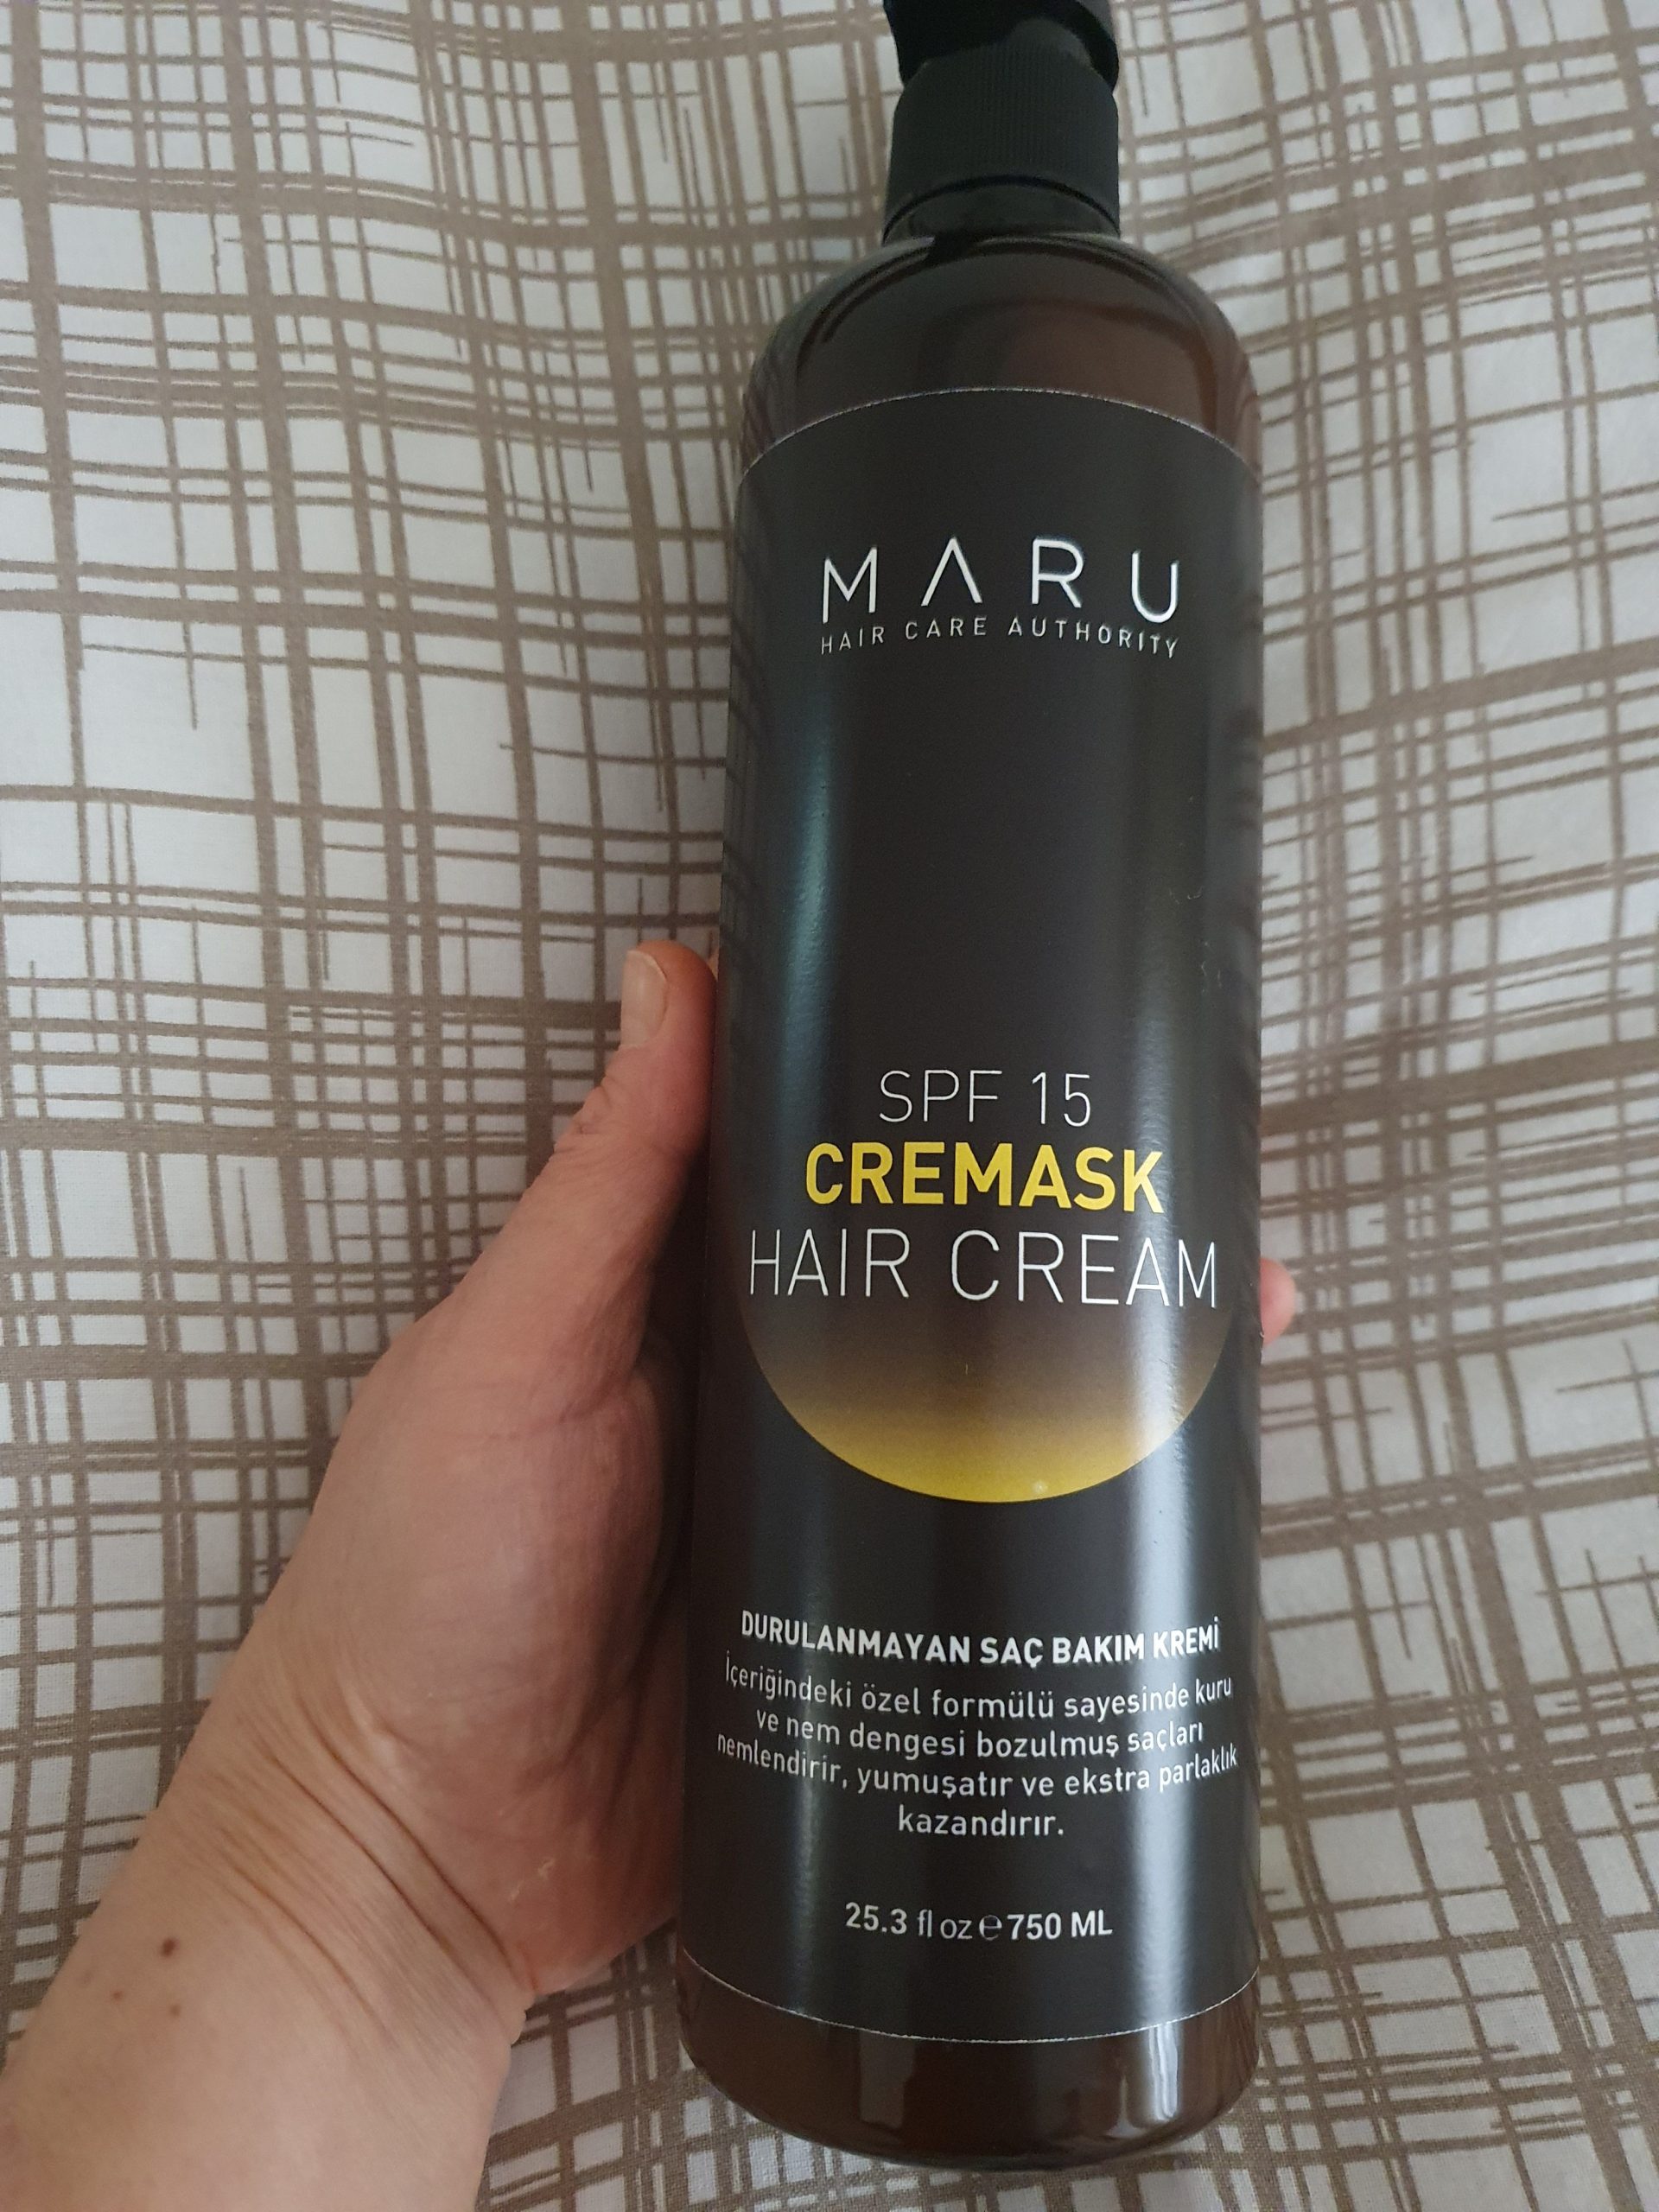 MARU
HAIR CARE AUTHORITY
SPF 15
CREMASK
HAIR CREAM
DURULANMAYAN SAÇ BAKIM KREMİ
İçeriğindeki özel formülü sayesinde kuru
ve nem dengesi bozulmuş saçları
nemlendirir, yumuşatır ve ekstra parlaklık
kazandırır.
25.3 fl oz ℮ 750 ML